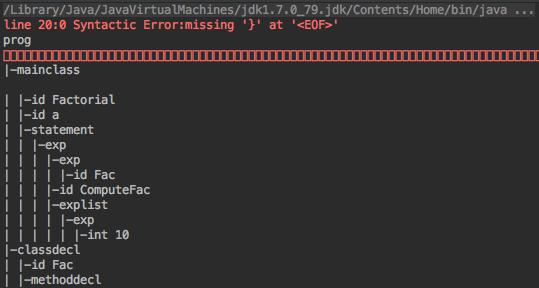 /Library/Java/JavaVirtualMachines/jdk1.7.0_79.jdk/Contents/Home/bin/java ...
line 20:0 Syntactic Error:missing '}' at '<EOF>'
prog
|-mainclass
| |-id Factorial
| |-id a
| |-statement
| | |-exp
| | | |-exp
| | | | |-id Fac
| | | |-id ComputeFac
| | | |-explist
| | | | |-exp
| | | | | |-int 10
|-classdecl
| |-id Fac
| |-methoddecl